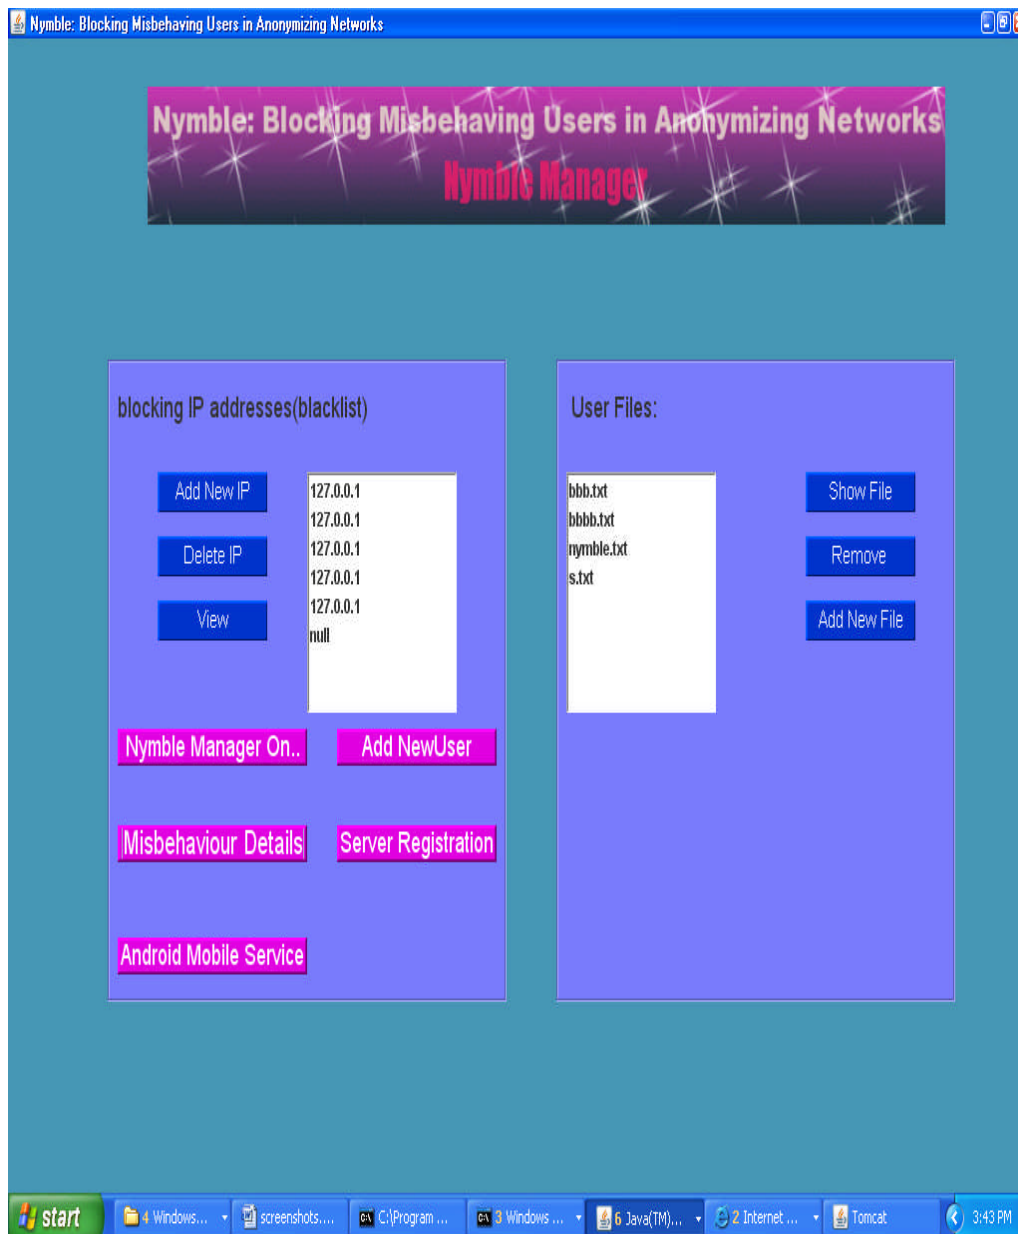 Nymble: Blocking Misbehaving Users in Anonymizing Networks
Nymble: Blocking Misbehaving Users in Anonymizing Networks
Nymble Manager
blocking IP addresses(blacklist)
Add New IP
Delete IP
View
127.0.0.1
127.0.0.1
127.0.0.1
127.0.0.1
127.0.0.1
null
Nymble Manager On..
Add NewUser
Misbehaviour Details
Server Registration
Android Mobile Service
User Files:
bbb.txt
bbbb.txt
nymble.txt
s.txt
Show File
Remove
Add New File
start
4 Windows...
screenshots....
C:\Program ...
3 Windows ...
6 Java(TM)...
2 Internet ...
Tomcat
3:43 PM